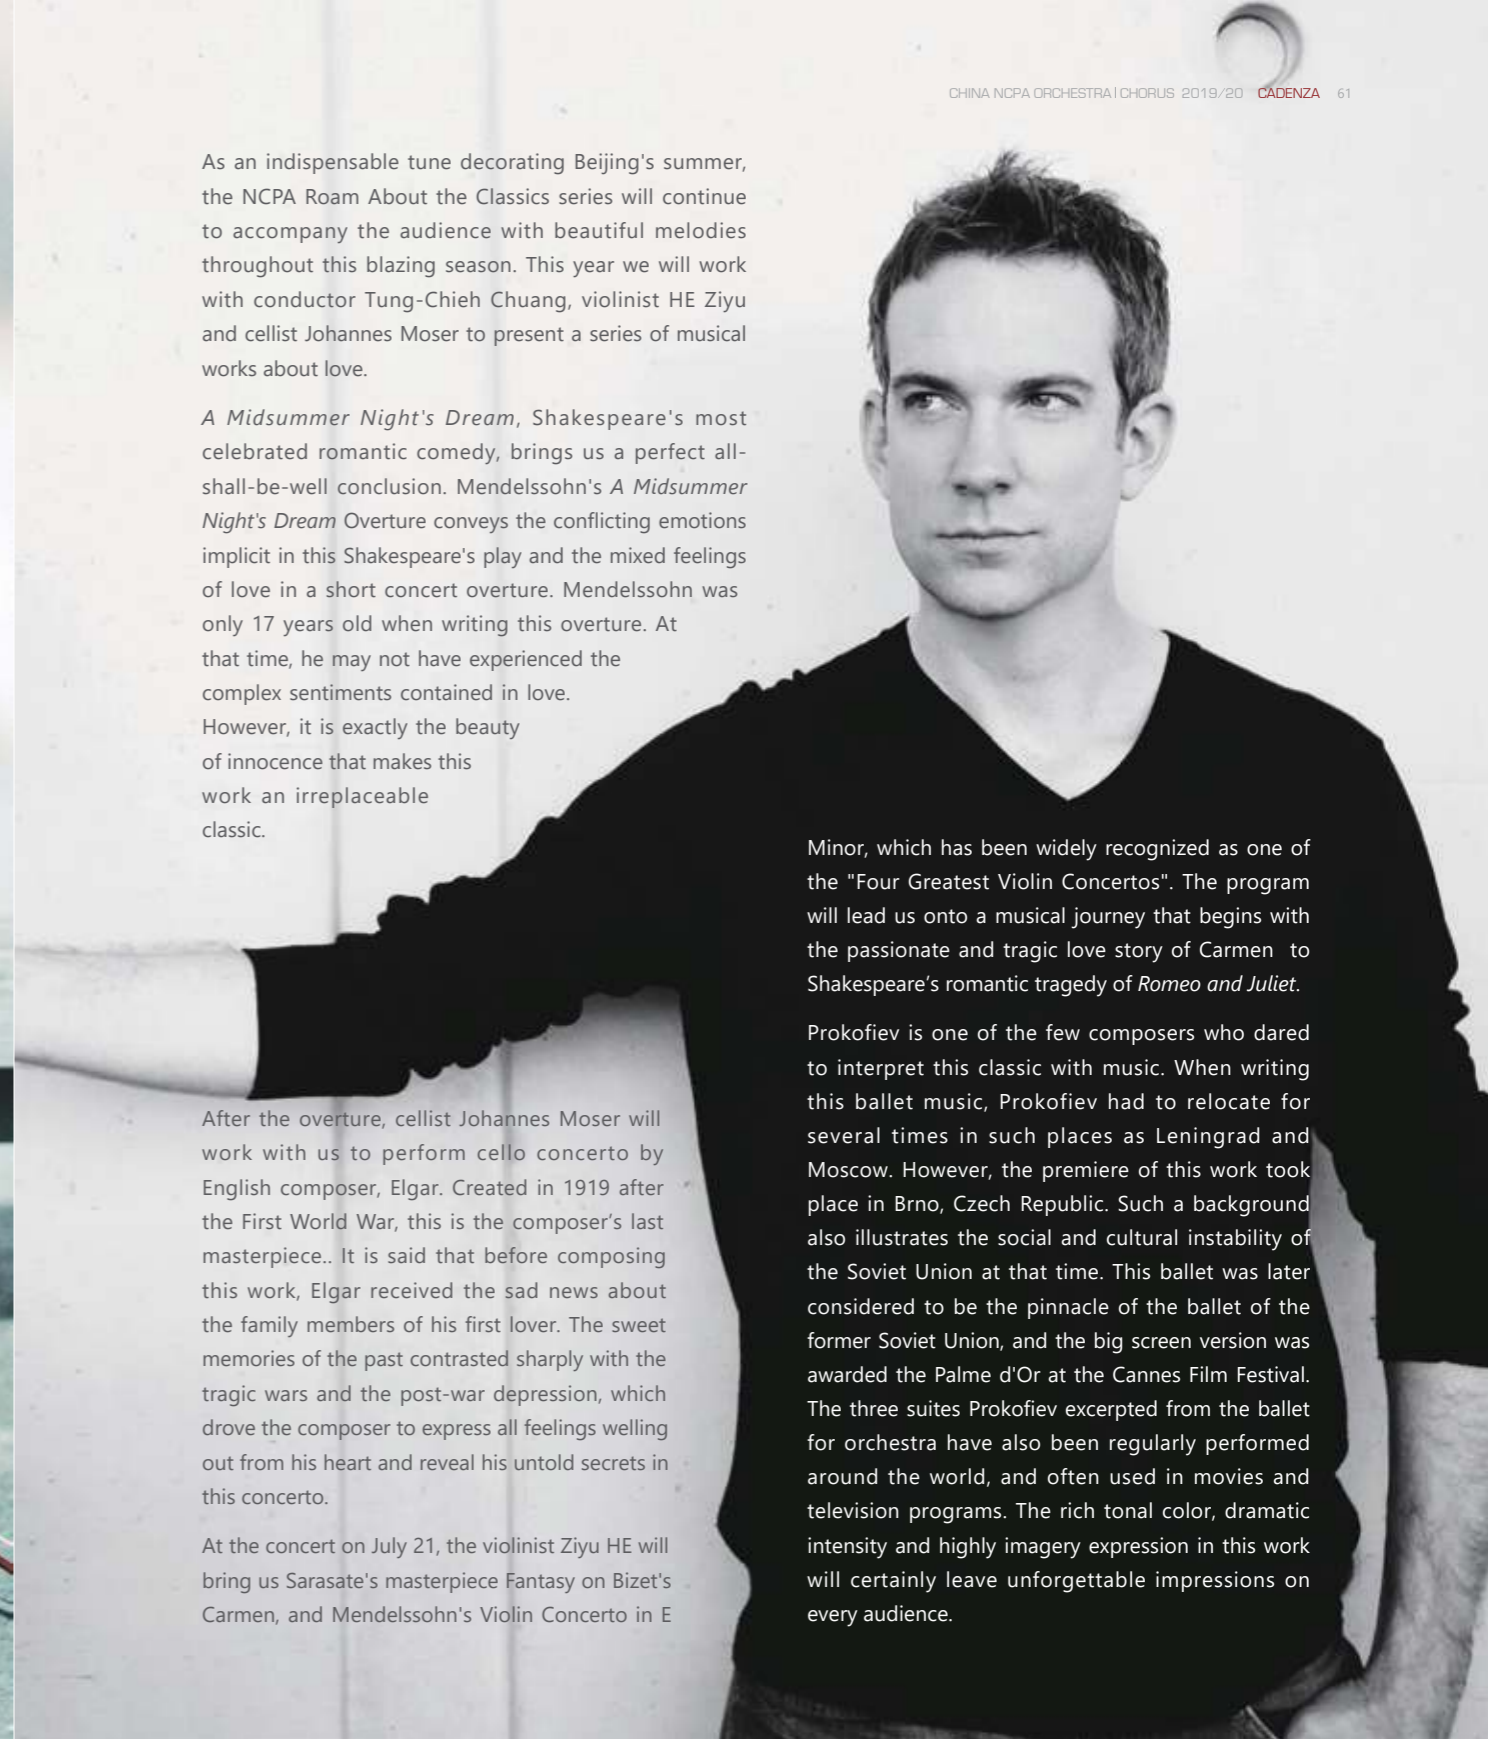 CHINA NCPA ORCHESTRA | CHORUS 2019/20 CADENZA 61
As an indispensable tune decorating Beijing's summer,
the NCPA Roam About the Classics series will continue
to accompany the audience with beautiful melodies
throughout this blazing season. This year we will work
with conductor Tung-Chieh Chuang, violinist HE Ziyu
and cellist Johannes Moser to present a series of musical
works about love.
A Midsummer Night's Dream, Shakespeare's most
celebrated romantic comedy, brings us a perfect all-
shall-be-well conclusion. Mendelssohn's A Midsummer
Night's Dream Overture conveys the conflicting emotions
implicit in this Shakespeare's play and the mixed feelings
of love in a short concert overture. Mendelssohn was
only 17 years old when writing this overture. At
that time, he may not have experienced the
complex sentiments contained in love.
However, it is exactly the beauty
of innocence that makes this
work an irreplaceable
classic.
After the overture, cellist Johannes Moser will
work with us to perform cello concerto by
English composer, Elgar. Created in 1919 after
the First World War, this is the composer's last
masterpiece.. It is said that before composing
this work, Elgar received the sad news about
the family members of his first lover. The sweet
memories of the past contrasted sharply with the
tragic wars and the post-war depression, which
drove the composer to express all feelings welling
out from his heart and reveal his untold secrets in
this concerto.
At the concert on July 21, the violinist Ziyu HE will
bring us Sarasate's masterpiece Fantasy on Bizet's
Carmen, and Mendelssohn's Violin Concerto in E
Minor, which has been widely recognized as one of
the "Four Greatest Violin Concertos". The program
will lead us onto a musical journey that begins with
the passionate and tragic love story of Carmen to
Shakespeare's romantic tragedy of Romeo and Juliet.
Prokofiev is one of the few composers who dared
to interpret this classic with music. When writing
this ballet music, Prokofiev had to relocate for
several times in such places as Leningrad and
Moscow. However, the premiere of this work took
place in Brno, Czech Republic. Such a background
also illustrates the social and cultural instability of
the Soviet Union at that time. This ballet was later
considered to be the pinnacle of the ballet of the
former Soviet Union, and the big screen version was
awarded the Palme d'Or at the Cannes Film Festival.
The three suites Prokofiev excerpted from the ballet
for orchestra have also been regularly performed
around the world, and often used in movies and
television programs. The rich tonal color, dramatic
intensity and highly imagery expression in this work
will certainly leave unforgettable impressions on
every audience.